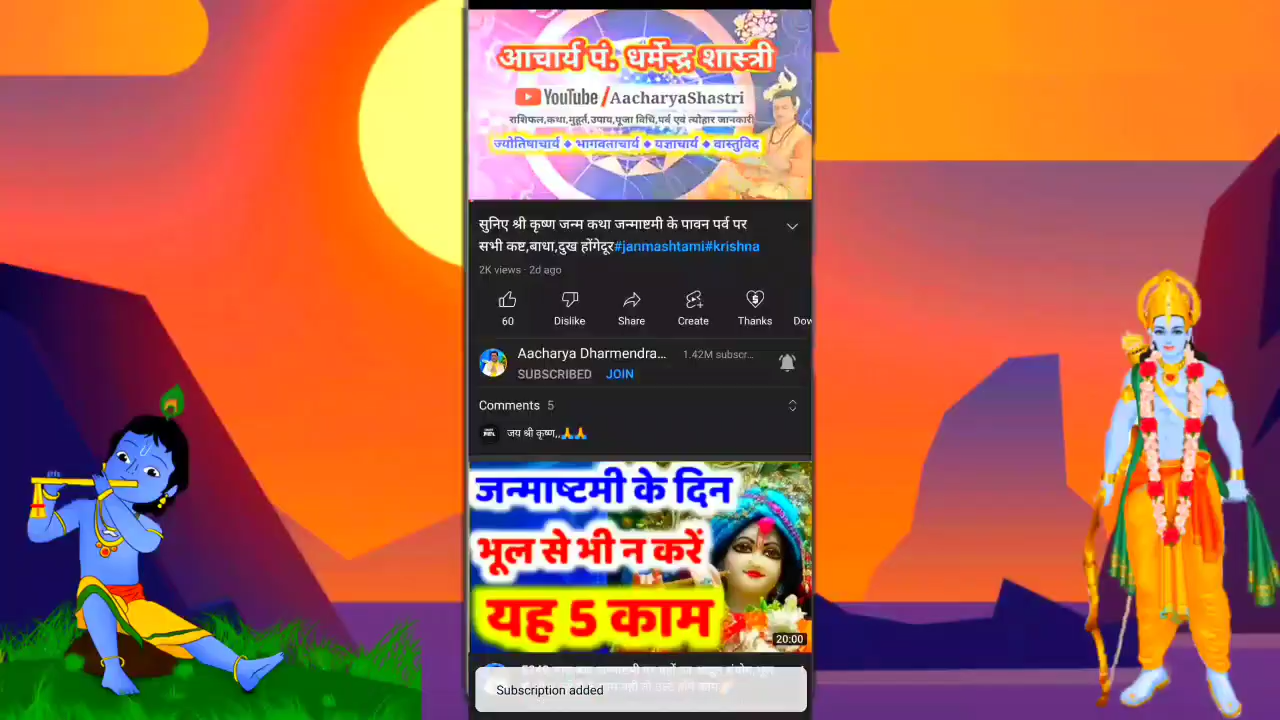 आचार्य पं. धर्मेन्द्र शास्त्री
YouTube /AacharyaShastri
राशिफल,कथा,मुहूर्त,उपाय,पूजा विधि,पर्व एवं त्योहार जानकारी
ज्योतिषाचार्य ◆ भागवताचार्य ◆ यज्ञाचार्य ◆ वास्तुविद
सुनिए श्री कृष्ण जन्म कथा जन्माष्टमी के पावन पर्व पर
सभी कष्ट,बाधा,दुख होंगेदूर#janmashtami#krishna
2K views · 2d ago
60 Dislike Share Create Thanks Dow
Aacharya Dharmendra... 1.42M subscr...
SUBSCRIBED JOIN
Comments 5
जय श्री कृष्ण,,🙏🙏
जन्माष्टमी के दिन
भूल से भी न करें
यह 5 काम
20:00
Subscription added